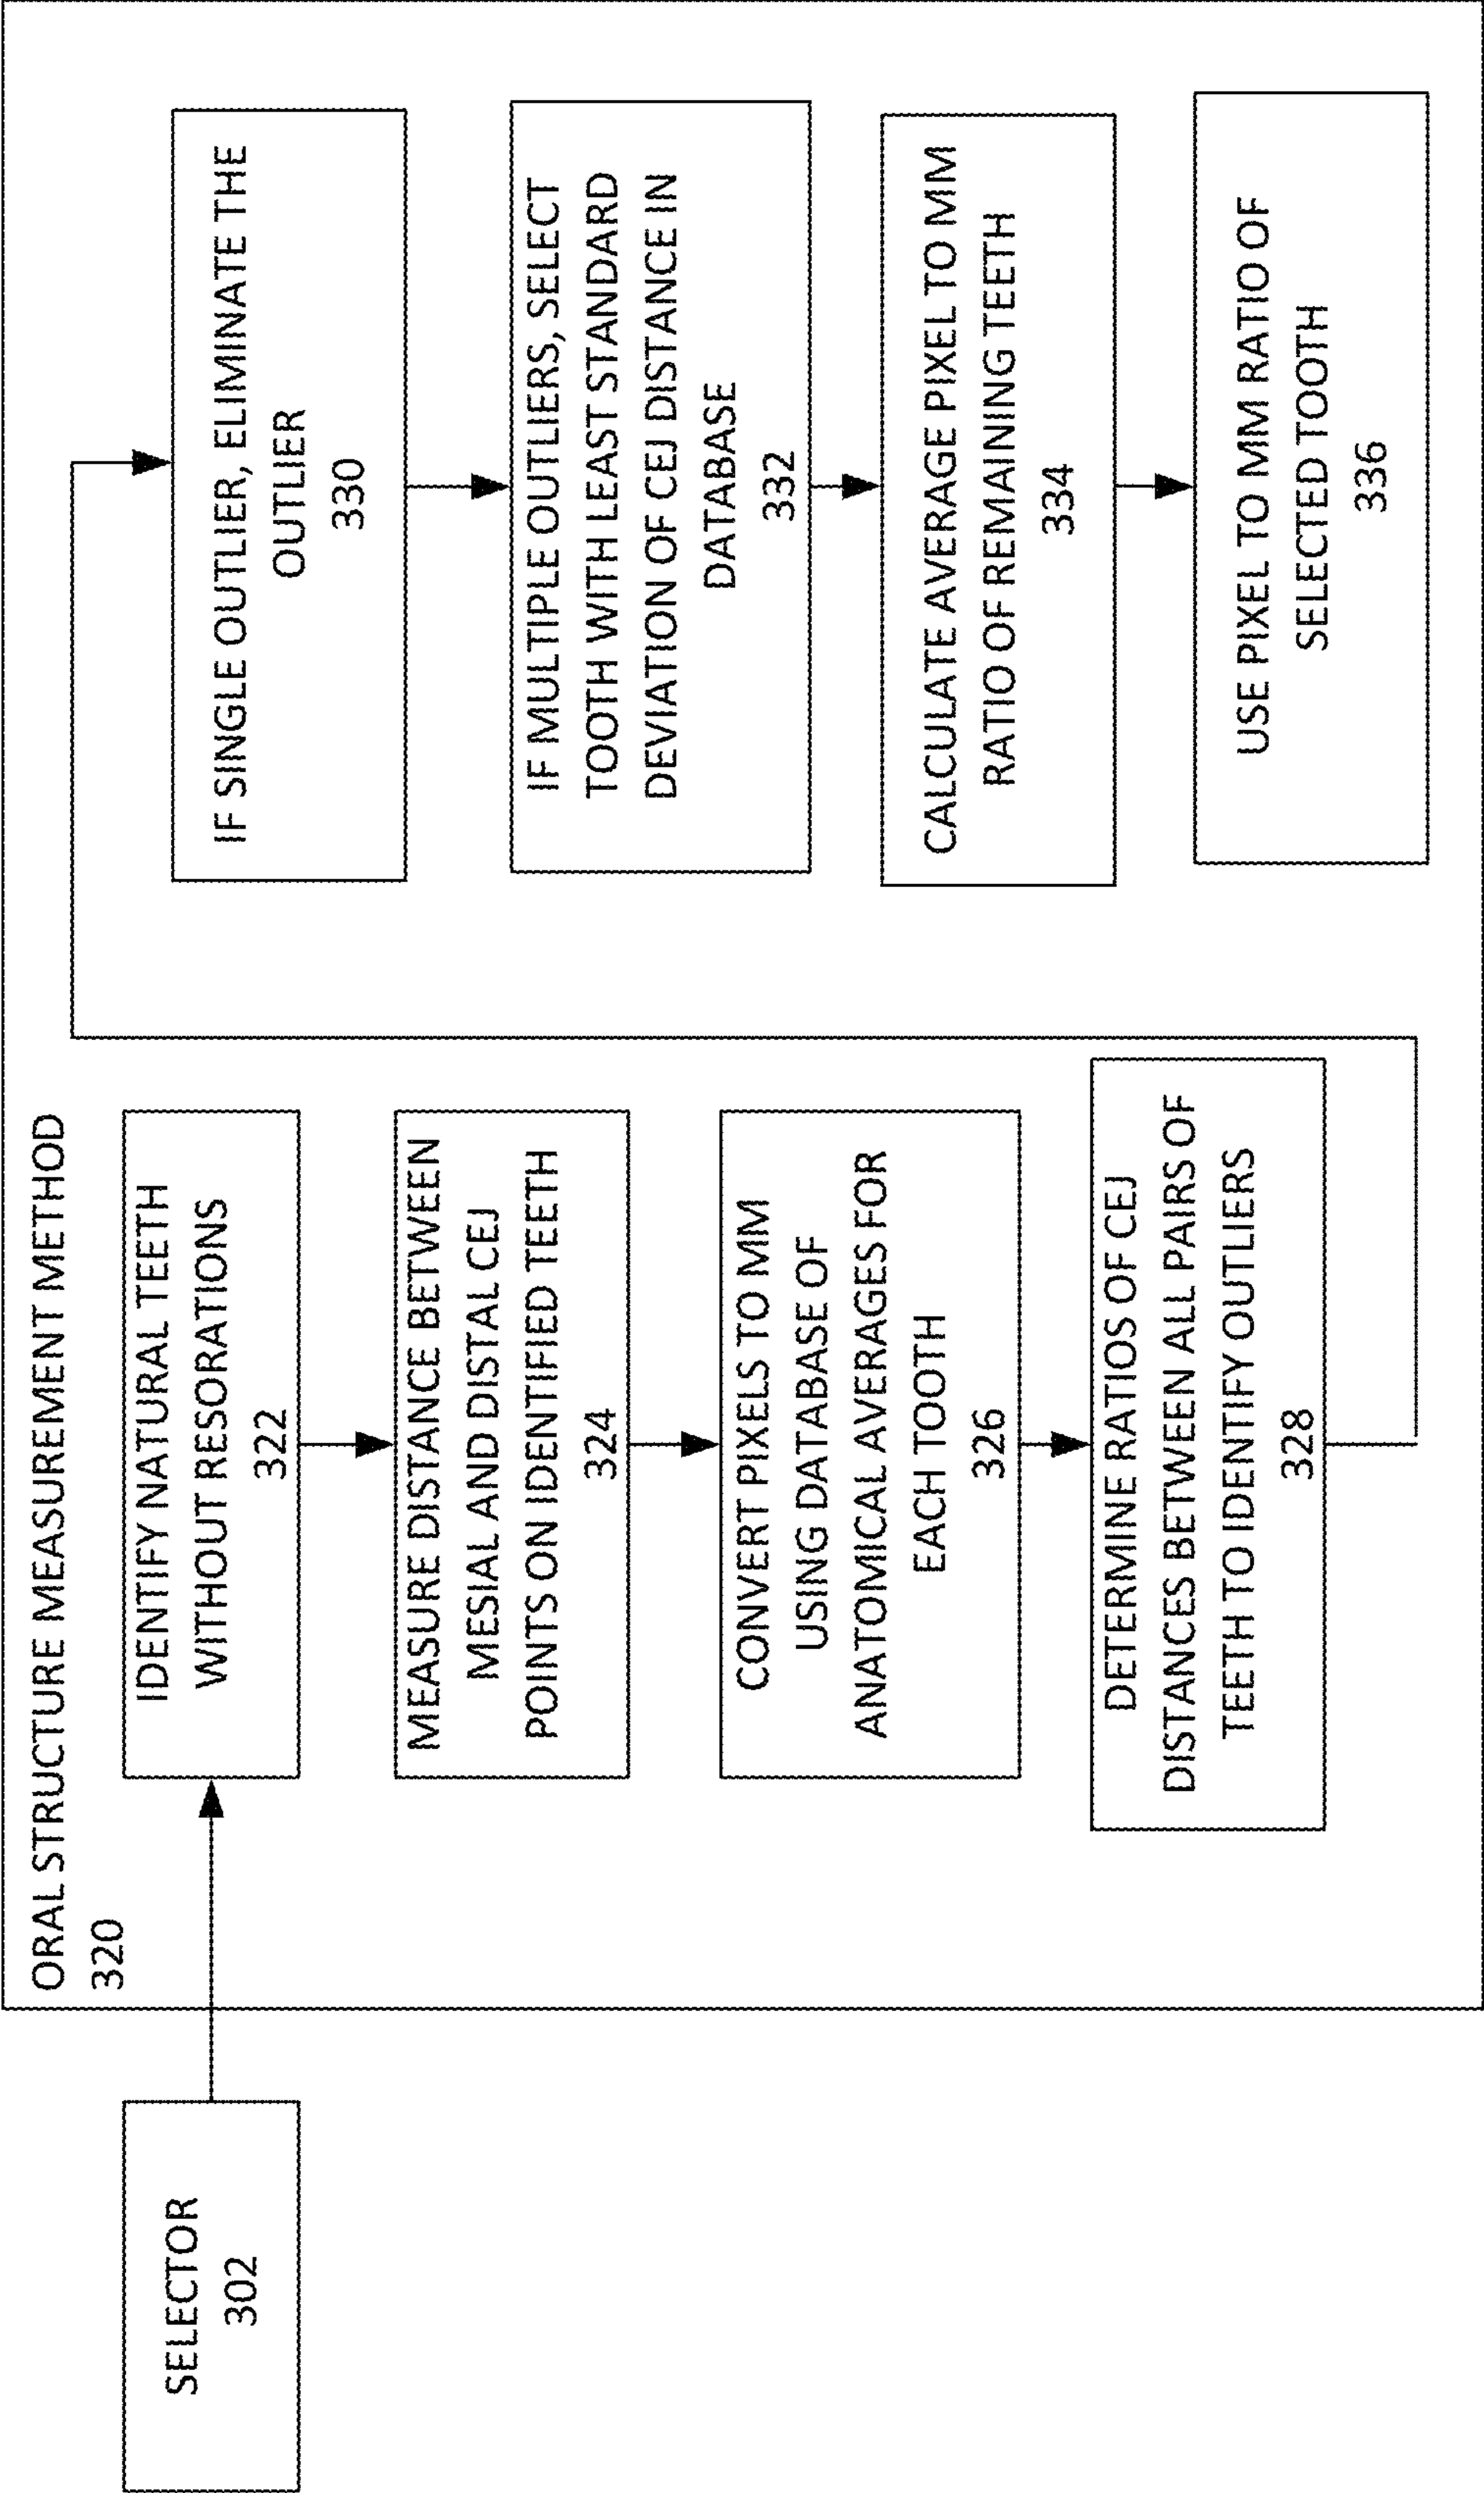 SELECTOR
302
ORAL STRUCTURE MEASUREMENT METHOD
320
IDENTIFY NATURAL TEETH
WITHOUT RESORATIONS
322
MEASURE DISTANCE BETWEEN
MESIAL AND DISTAL CEJ
POINTS ON IDENTIFIED TEETH
324
CONVERT PIXELS TO MM
USING DATABASE OF
ANATOMICAL AVERAGES FOR
EACH TOOTH
326
DETERMINE RATIOS OF CEJ
DISTANCES BETWEEN ALL PAIRS OF
TEETH TO IDENTIFY OUTLIERS
328
IF SINGLE OUTLIER, ELIMINATE THE
OUTLIER
330
IF MULTIPLE OUTLIERS, SELECT
TOOTH WITH LEAST STANDARD
DEVIATION OF CEJ DISTANCE IN
DATABASE
332
CALCULATE AVERAGE PIXEL TO MM
RATIO OF REMAINING TEETH
334
USE PIXEL TO MM RATIO OF
SELECTED TOOTH
336